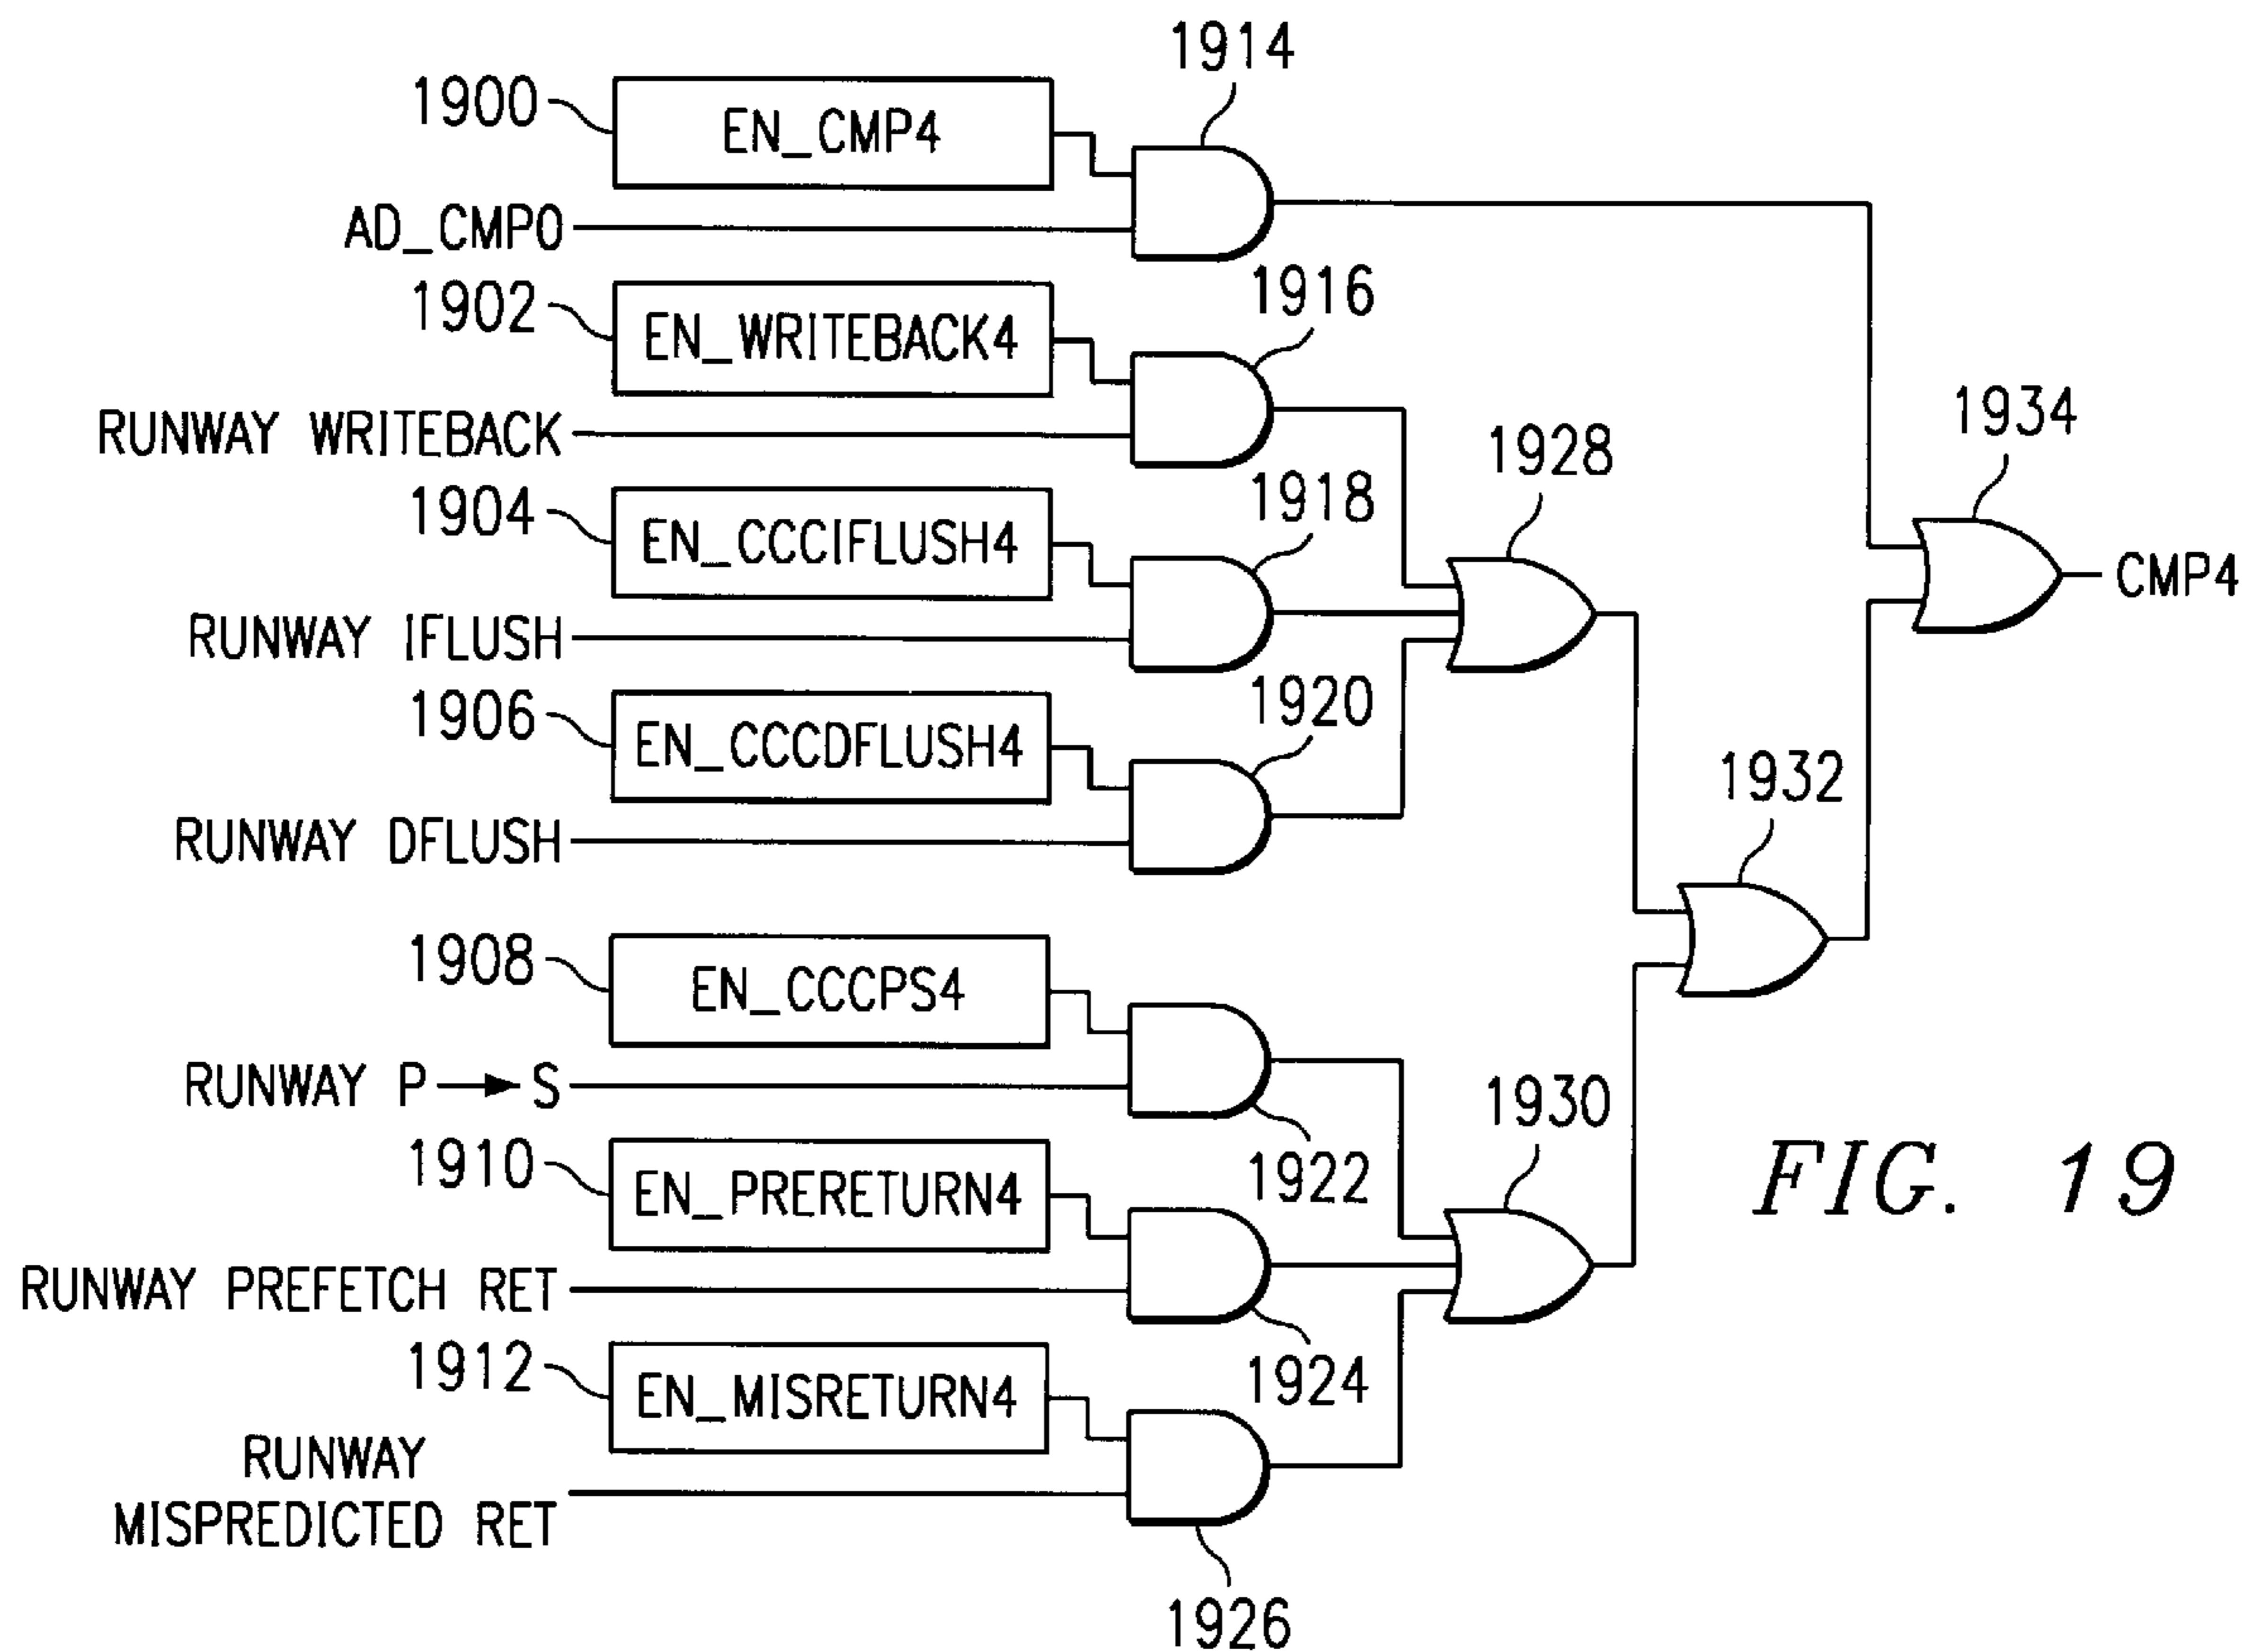 1914
1900
EN_CMP4
AD_CMP0
1902
EN_WRITEBACK4
1916
RUNWAY WRITEBACK
1934
1928
1904
EN_CCCIFLUSH4
1918
CMP4
RUNWAY IFLUSH
1906
EN_CCCDFLUSH4
1920
1932
RUNWAY DFLUSH
1908
EN_CCCPS4
RUNWAY P → S
1930
1910
EN_PRERETURN4
1922
FIG. 19
RUNWAY PREFETCH RET
1912
EN_MISRETURN4
1924
RUNWAY
MISPREDICTED RET
1926